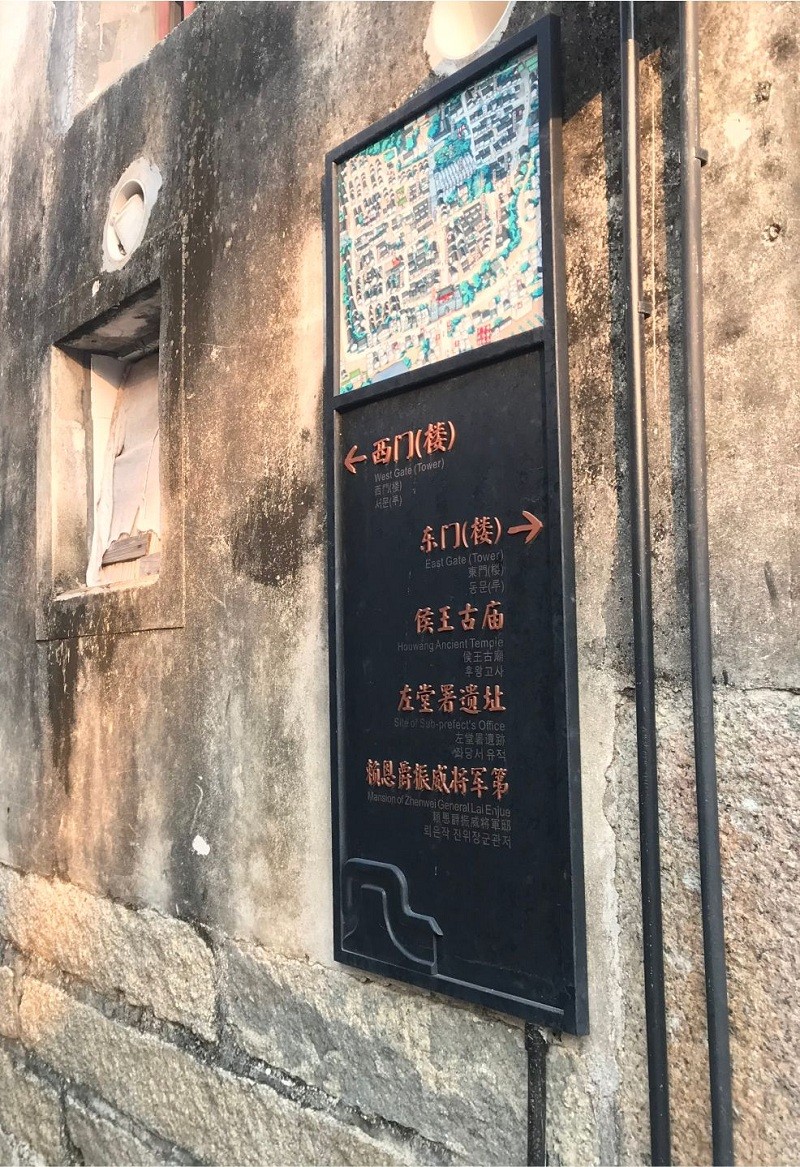 ← 西门(楼)
West Gate (Tower)
西門(楼)
서문(루)
东门(楼) →
East Gate (Tower)
東門(楼)
동문(루)
侯王古庙
Houwang Ancient Temple
侯王古廟
후왕고사
左堂署遗址
Site of Sub-prefect's Office
左堂署遺跡
좌당서 유적
赖恩爵振威将军第
Mansion of Zhenwei General Lai Enjue
頼恩爵振威将軍邸
뢰은작 진위장군관저